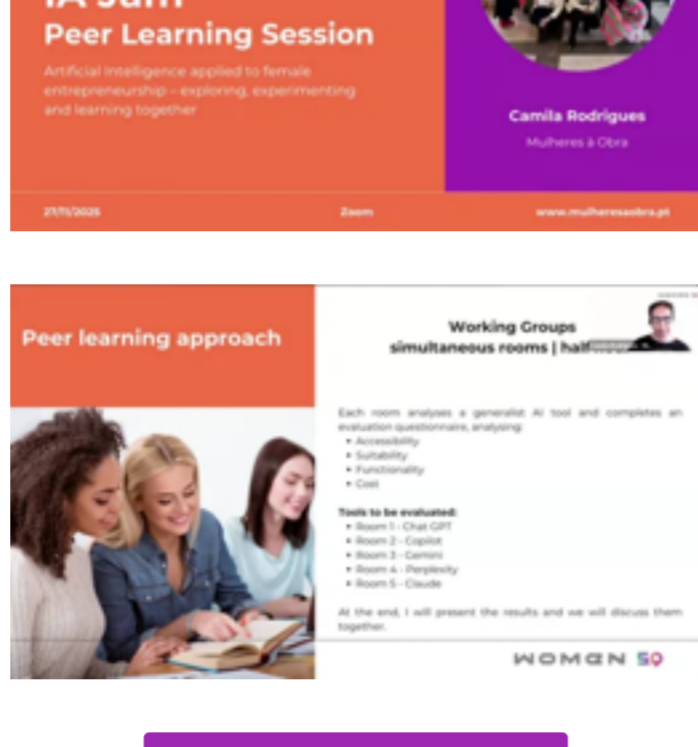 IA Jam
Peer Learning Session
Artificial Intelligence applied to female
entrepreneurship – exploring, experimenting
and learning together
Camila Rodrigues
Mulheres à Obra
27/11/2025
Zoom
www.mulheresaobra.pt
Peer learning approach
Working Groups
simultaneous rooms | half
Each room analyses a generalist AI tool and completes an
evaluation questionnaire, analysing:
• Accessibility
• Suitability
• Functionality
• Cost
Tools to be evaluated:
• Room 1 - Chat GPT
• Room 2 - Copilot
• Room 3 - Gemini
• Room 4 - Perplexity
• Room 5 - Claude
At the end, I will present the results and we will discuss them
together.
WOMEN 50